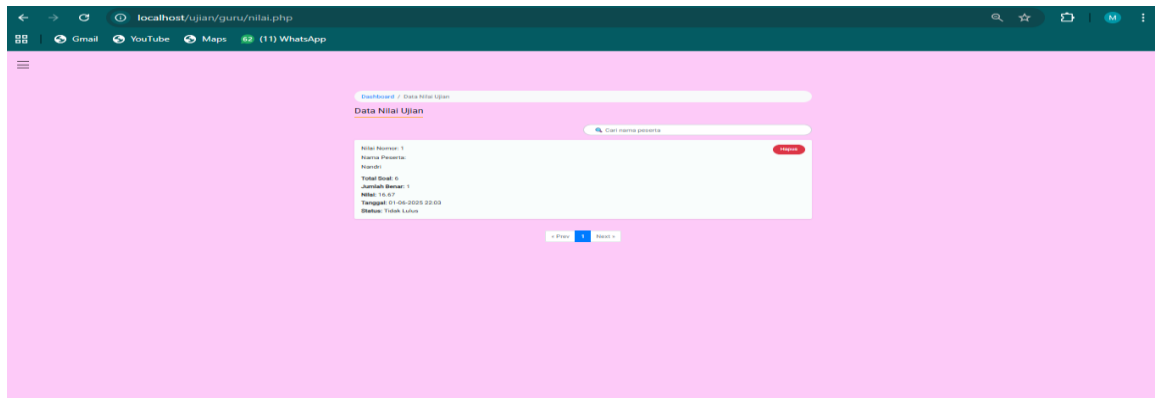 localhost/ujian/guru/nilai.php
M
Gmail YouTube Maps 62 (11) WhatsApp
Dashboard / Data Nilai Ujian
Data Nilai Ujian
Cari nama peserta
Nilai Nomor: 1 Hapus
Nama Peserta:
Nandri
Total Soal: 6
Jumlah Benar: 1
Nilai: 16.67
Tanggal: 01-06-2025 22:03
Status: Tidak Lulus
« Prev 1 Next »